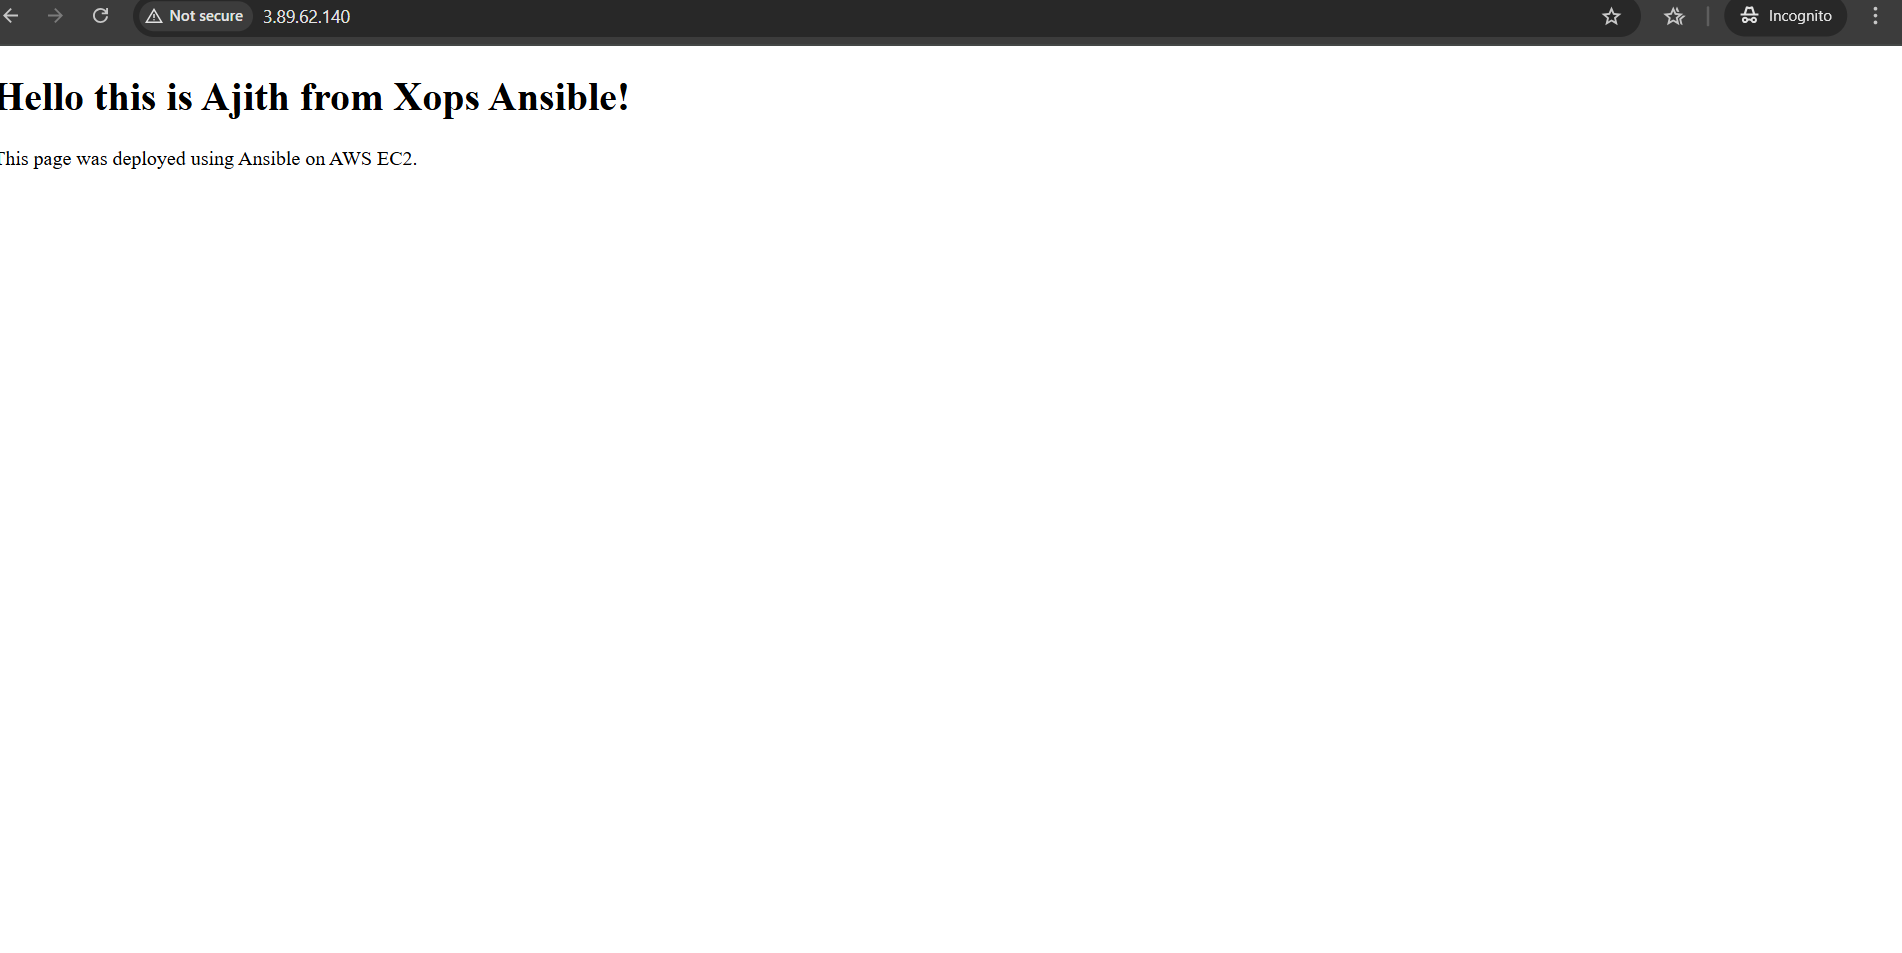 Not secure 3.89.62.140 Incognito
Hello this is Ajith from Xops Ansible!
This page was deployed using Ansible on AWS EC2.